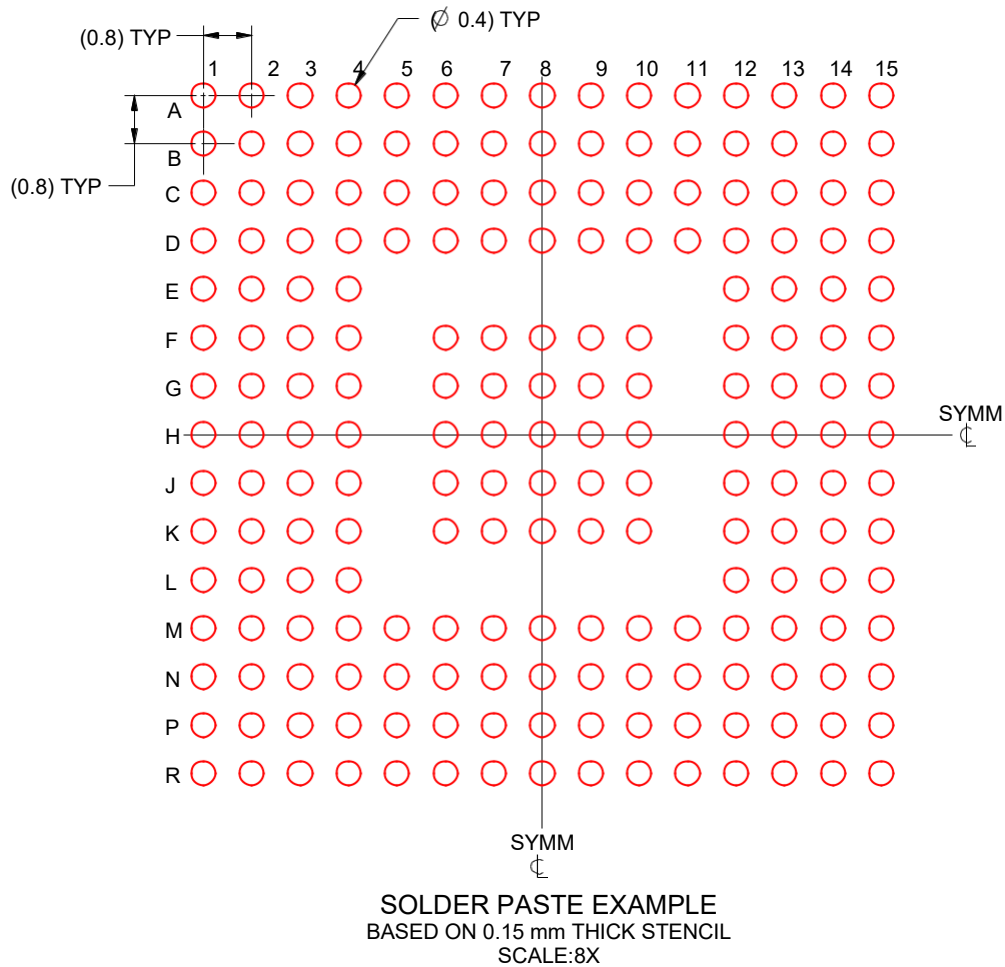 (∅ 0.4) TYP
(0.8) TYP
1 2 3 4 5 6 7 8 9 10 11 12 13 14 15
A
B
(0.8) TYP
C
D
E
F
G
SYMM
H
℄
J
K
L
M
N
P
R
SYMM
℄
SOLDER PASTE EXAMPLE
BASED ON 0.15 mm THICK STENCIL
SCALE:8X